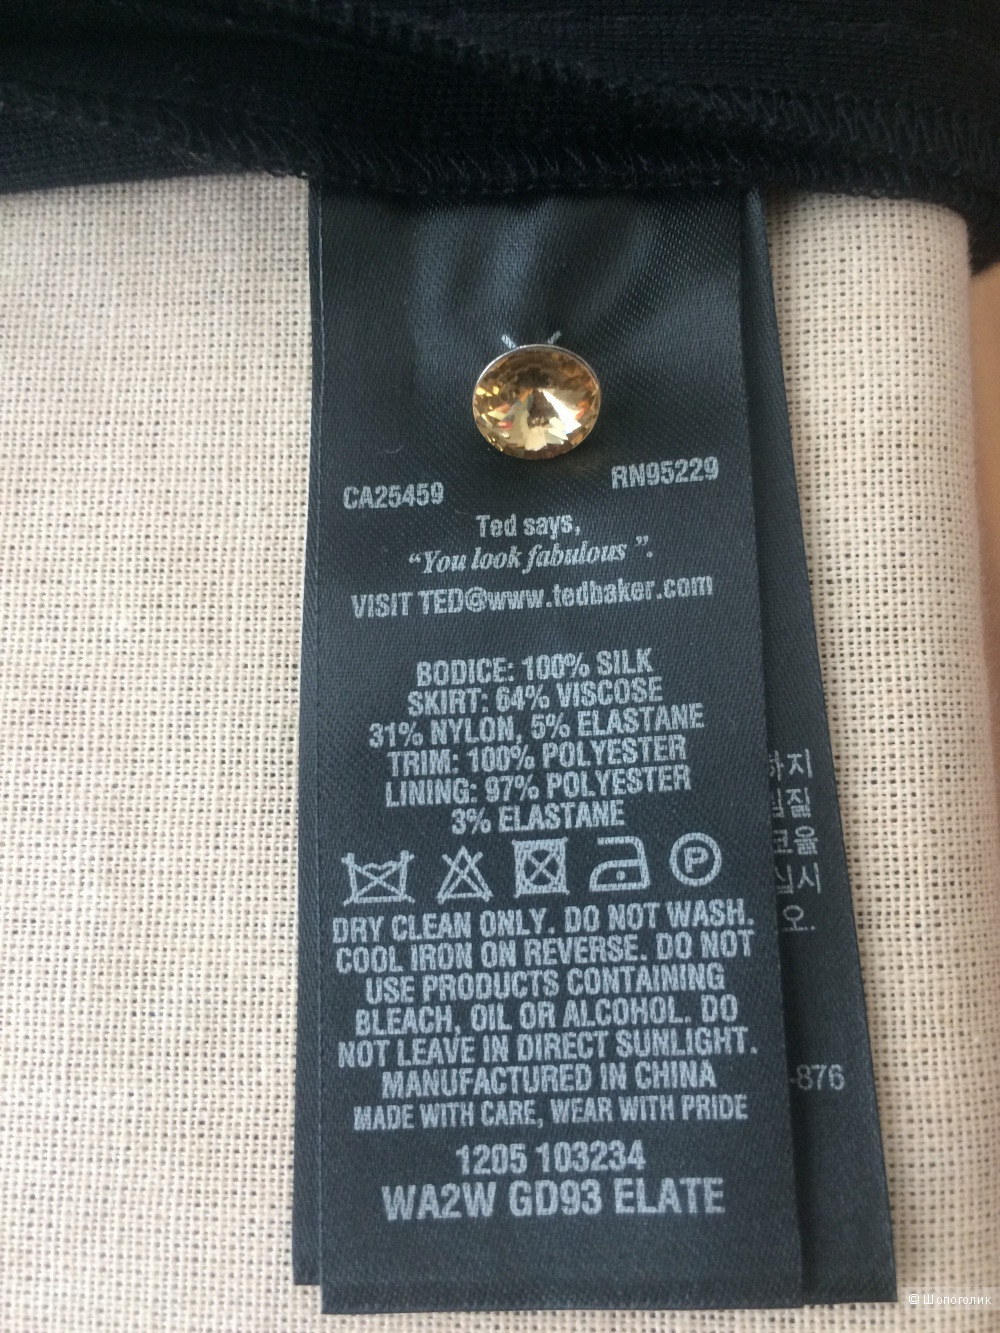 CA25459
RN95229
Ted says,
“You look fabulous ”.
VISIT TED@www.tedbaker.com
BODICE: 100% SILK
SKIRT: 64% VISCOSE
31% NYLON, 5% ELASTANE
TRIM: 100% POLYESTER
LINING: 97% POLYESTER
3% ELASTANE
P
DRY CLEAN ONLY. DO NOT WASH.
COOL IRON ON REVERSE. DO NOT
USE PRODUCTS CONTAINING
BLEACH, OIL OR ALCOHOL. DO
NOT LEAVE IN DIRECT SUNLIGHT.
MANUFACTURED IN CHINA
MADE WITH CARE, WEAR WITH PRIDE
1205 103234
WA2W GD93 ELATE
하지
질
코을
십시
오.
-876
© Шопоголик